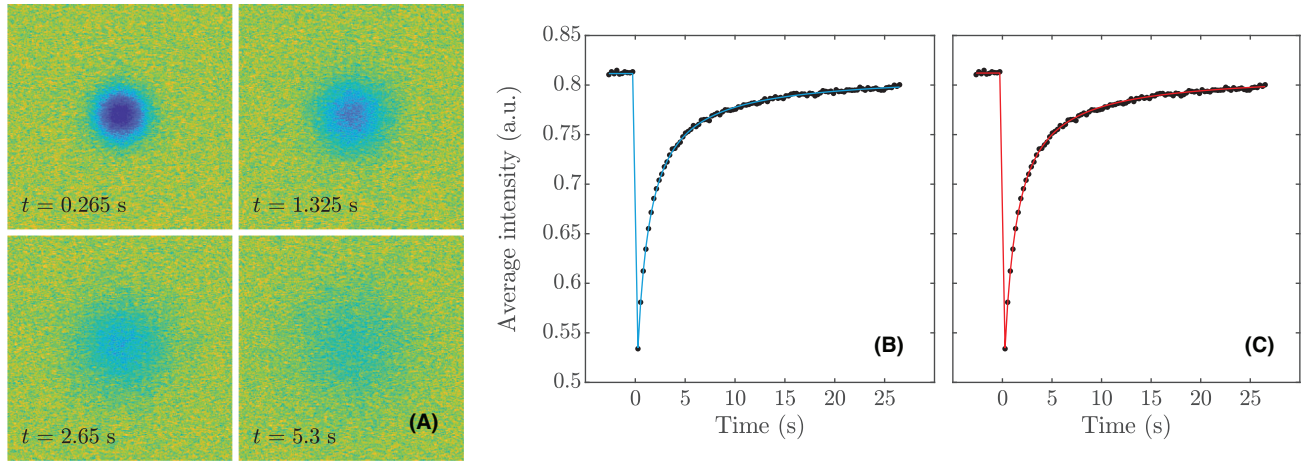 t = 0.265 s
t = 1.325 s
t = 2.65 s
t = 5.3 s
(A)
Average intensity (a.u.)
0.85
0.8
0.75
0.7
0.65
0.6
0.55
0.5
(B)
0 5 10 15 20 25
Time (s)
(C)
0 5 10 15 20 25
Time (s)